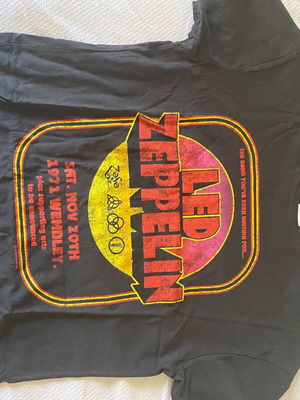 THE BAND YOU'VE BEEN WAITING FOR...
LED
ZEPPELIN
SAT. NOV 20TH
1971 WEMBLEY.
plus supporting acts
to be announced